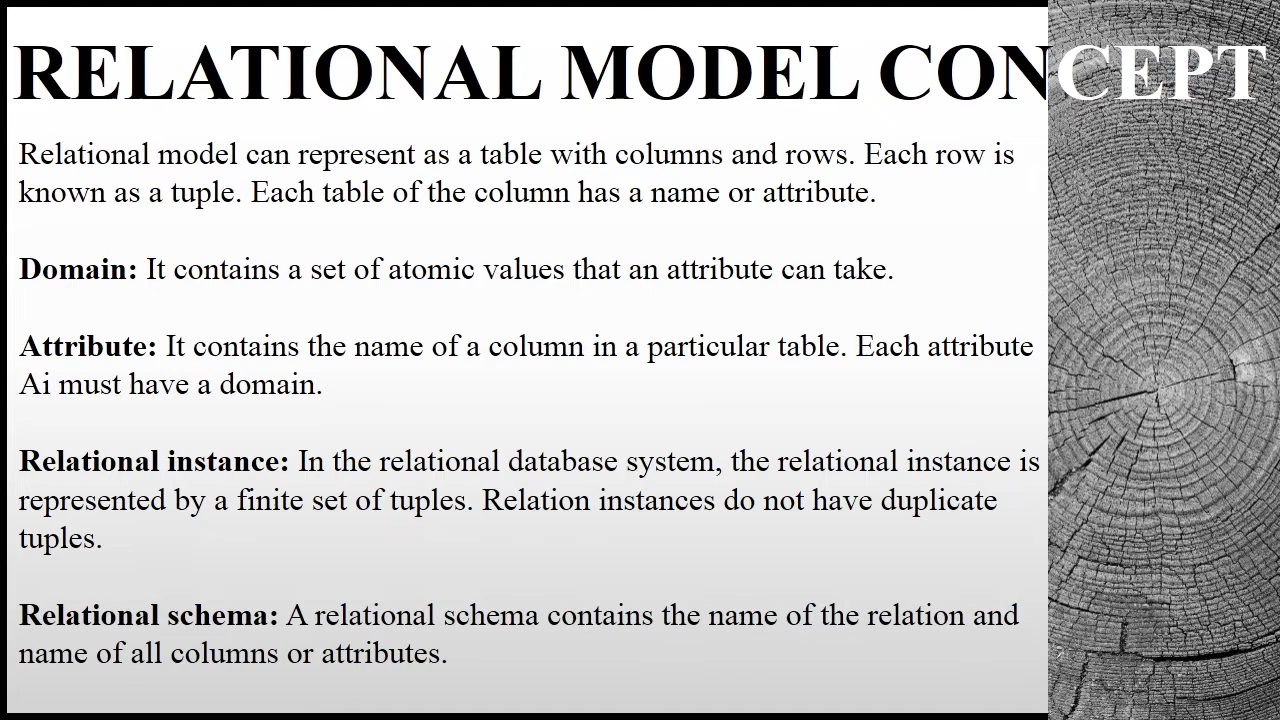 RELATIONAL MODEL CONCEPT
Relational model can represent as a table with columns and rows. Each row is
known as a tuple. Each table of the column has a name or attribute.
Domain: It contains a set of atomic values that an attribute can take.
Attribute: It contains the name of a column in a particular table. Each attribute
Ai must have a domain.
Relational instance: In the relational database system, the relational instance is
represented by a finite set of tuples. Relation instances do not have duplicate
tuples.
Relational schema: A relational schema contains the name of the relation and
name of all columns or attributes.